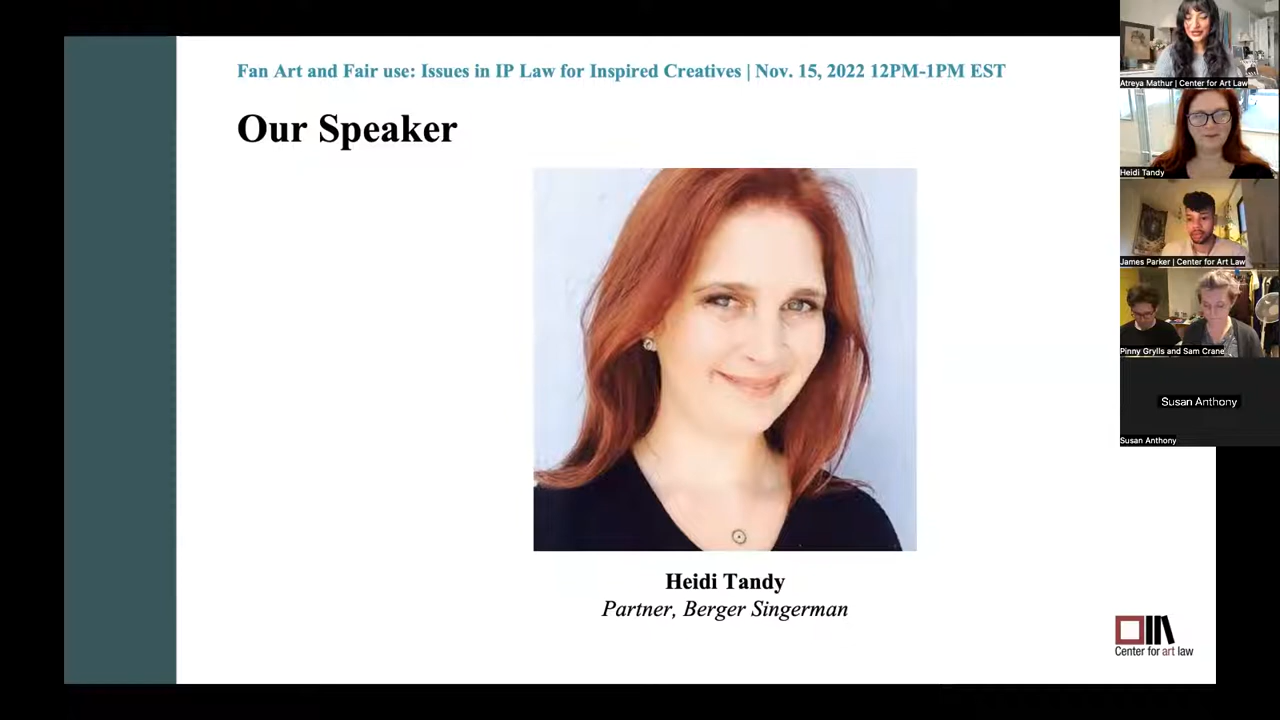 Fan Art and Fair use: Issues in IP Law for Inspired Creatives | Nov. 15, 2022 12PM-1PM EST
Our Speaker
Heidi Tandy
Partner, Berger Singerman
Center for art law
Atreya Mathur | Center for Art Law
Heidi Tandy
James Parker | Center for Art Law
Pinny Grylls and Sam Crane
Susan Anthony
Susan Anthony